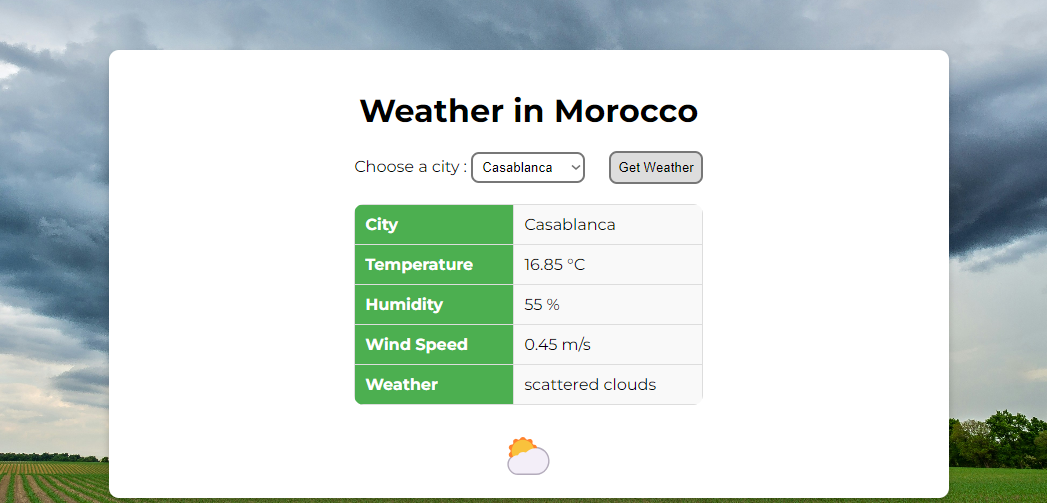 Weather in Morocco
Choose a city : Casablanca Get Weather
City Casablanca
Temperature 16.85 °C
Humidity 55 %
Wind Speed 0.45 m/s
Weather scattered clouds